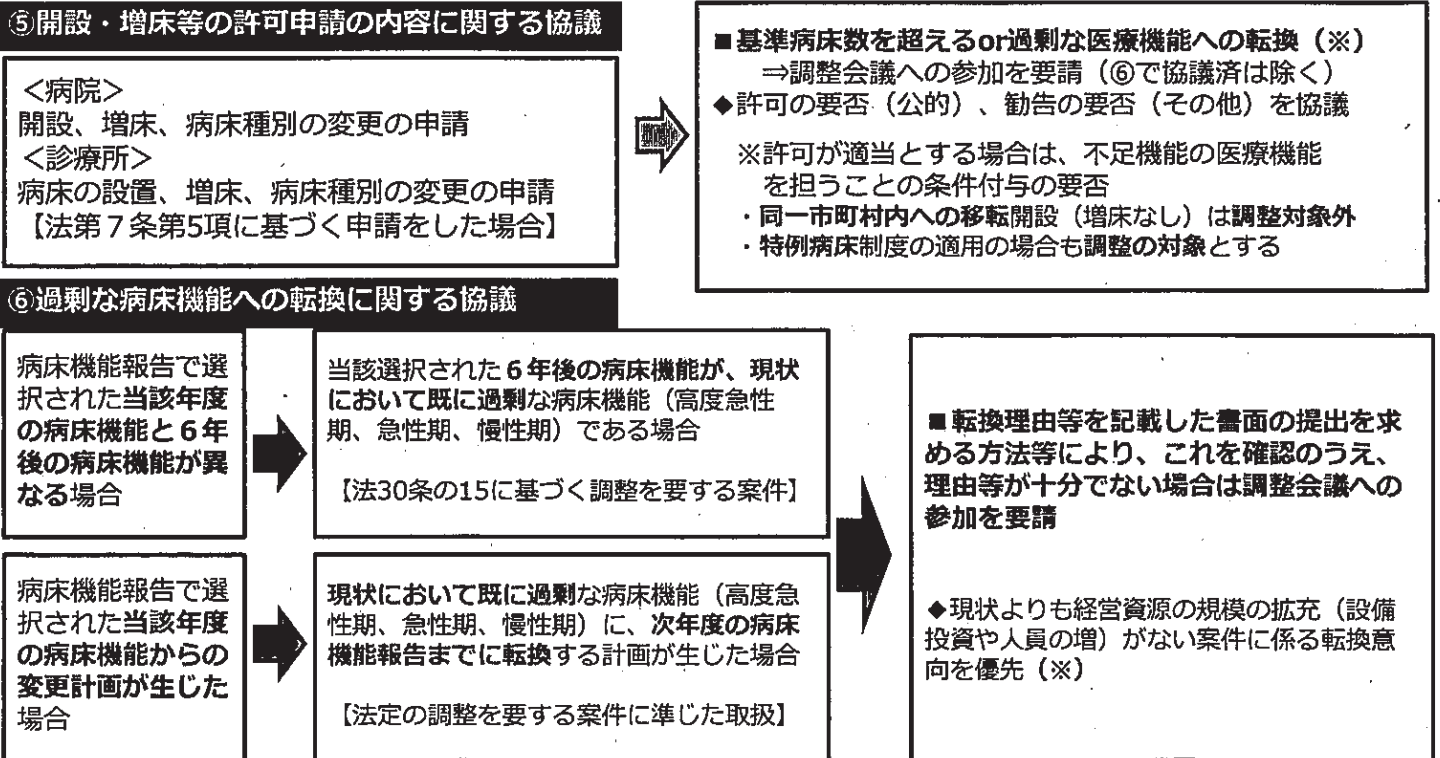 ⑤開設・増床等の許可申請の内容に関する協議
<病院>
開設、増床、病床種別の変更の申請
<診療所>
病床の設置、増床、病床種別の変更の申請
【法第7条第5項に基づく申請をした場合】
■基準病床数を超えるor過剰な医療機能への転換（※）
⇒調整会議への参加を要請（⑥で協議済は除く）
◆許可の要否（公的）、勧告の要否（その他）を協議
※許可が適当とする場合は、不足機能の医療機能
を担うことの条件付与の要否
・同一市町村内への移転開設（増床なし）は調整対象外
・特例病床制度の適用の場合も調整の対象とする
⑥過剰な病床機能への転換に関する協議
病床機能報告で選
択された当該年度
の病床機能と6年
後の病床機能が異
なる場合
当該選択された6年後の病床機能が、現状
において既に過剰な病床機能（高度急性
期、急性期、慢性期）である場合
【法30条の15に基づく調整を要する案件】
病床機能報告で選
択された当該年度
の病床機能からの
変更計画が生じた
場合
現状において既に過剰な病床機能（高度急
性期、急性期、慢性期）に、次年度の病床
機能報告までに転換する計画が生じた場合
【法定の調整を要する案件に準じた取扱】
■転換理由等を記載した書面の提出を求
める方法等により、これを確認のうえ、
理由等が十分でない場合は調整会議への
参加を要請
◆現状よりも経営資源の規模の拡充（設備
投資や人員の増）がない案件に係る転換意
向を優先（※）